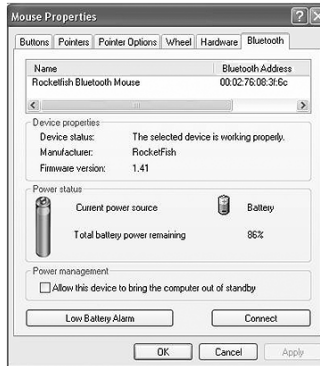 Mouse Properties
Buttons Pointers Pointer Options Wheel Hardware Bluetooth
Name Bluetooth Address
Rocketfish Bluetooth Mouse 00:02:76:08:3f:6c
Device properties
Device status: The selected device is working properly.
Manufacturer: RocketFish
Firmware version: 1.41
Power status
Current power source Battery
Total battery power remaining 86%
Power management
Allow this device to bring the computer out of standby
Low Battery Alarm Connect
OK Cancel Apply